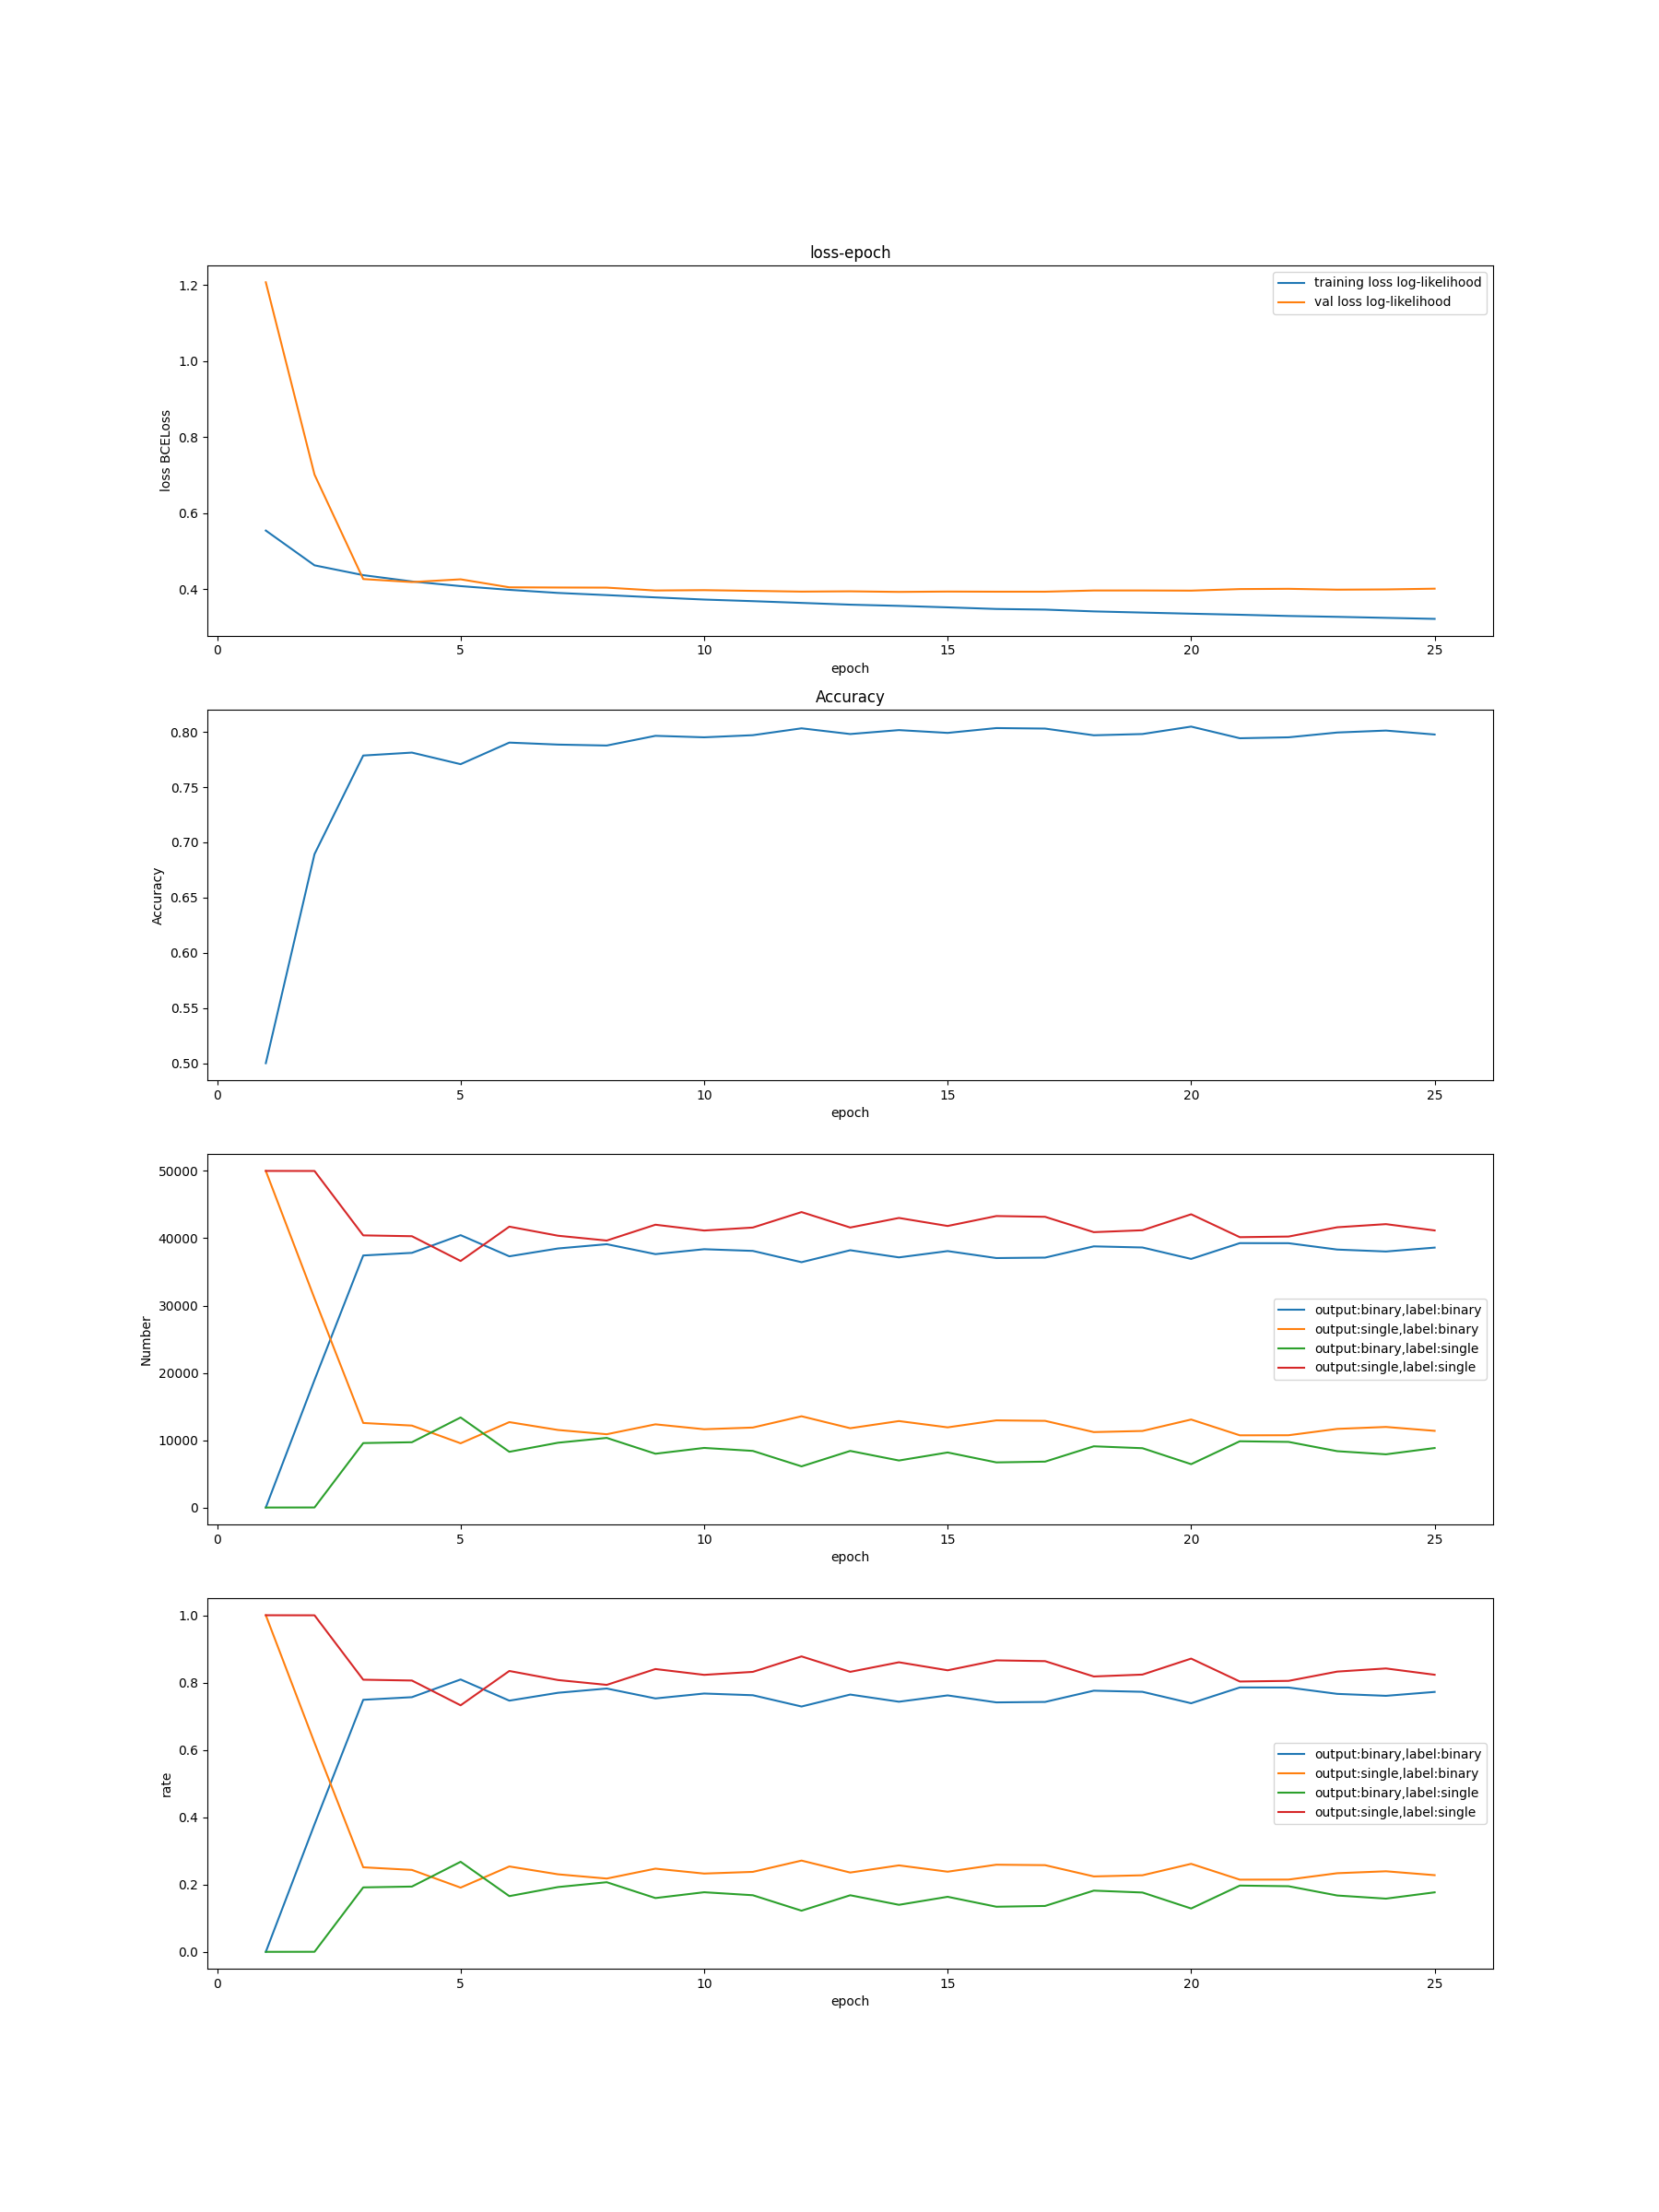 loss-epoch
1.2
1.0
0.8
0.6
0.4
loss BCELoss
training loss log-likelihood
val loss log-likelihood
0 5 10 15 20 25
epoch
Accuracy
0.80
0.75
0.70
0.65
0.60
0.55
0.50
Accuracy
0 5 10 15 20 25
epoch
50000
40000
30000
20000
10000
0
Number
output:binary,label:binary
output:single,label:binary
output:binary,label:single
output:single,label:single
0 5 10 15 20 25
epoch
1.0
0.8
0.6
0.4
0.2
0.0
rate
output:binary,label:binary
output:single,label:binary
output:binary,label:single
output:single,label:single
0 5 10 15 20 25
epoch